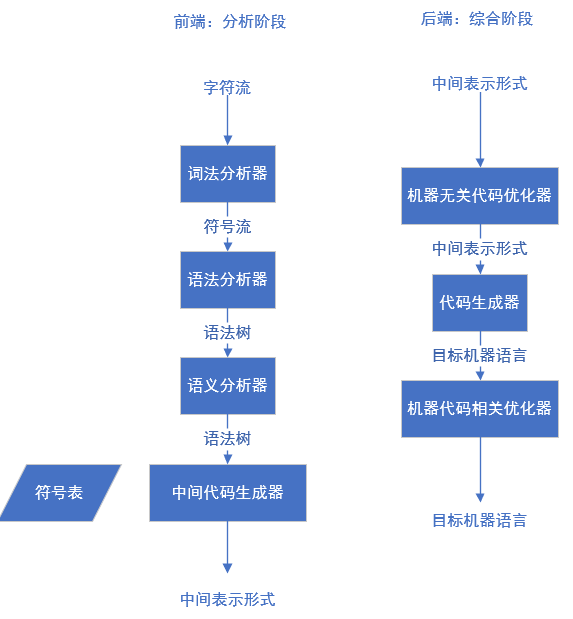 前端：分析阶段
字符流
词法分析器
符号流
语法分析器
语法树
语义分析器
语法树
符号表
中间代码生成器
中间表示形式
后端：综合阶段
中间表示形式
机器无关代码优化器
中间表示形式
代码生成器
目标机器语言
机器代码相关优化器
目标机器语言